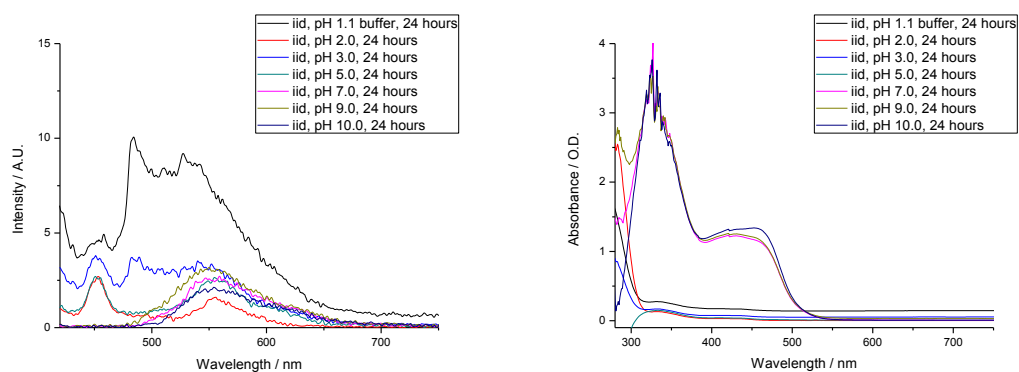 iid, pH 1.1 buffer, 24 hours
iid, pH 2.0, 24 hours
iid, pH 3.0, 24 hours
iid, pH 5.0, 24 hours
iid, pH 7.0, 24 hours
iid, pH 9.0, 24 hours
iid, pH 10.0, 24 hours
15
10
5
0
Intensity / A.U.
500
600
700
Wavelength / nm
iid, pH 1.1 buffer, 24 hours
iid, pH 2.0, 24 hours
iid, pH 3.0, 24 hours
iid, pH 5.0, 24 hours
iid, pH 7.0, 24 hours
iid, pH 9.0, 24 hours
iid, pH 10.0, 24 hours
4
3
2
1
0
Absorbance / O.D.
300
400
500
600
700
Wavelength / nm